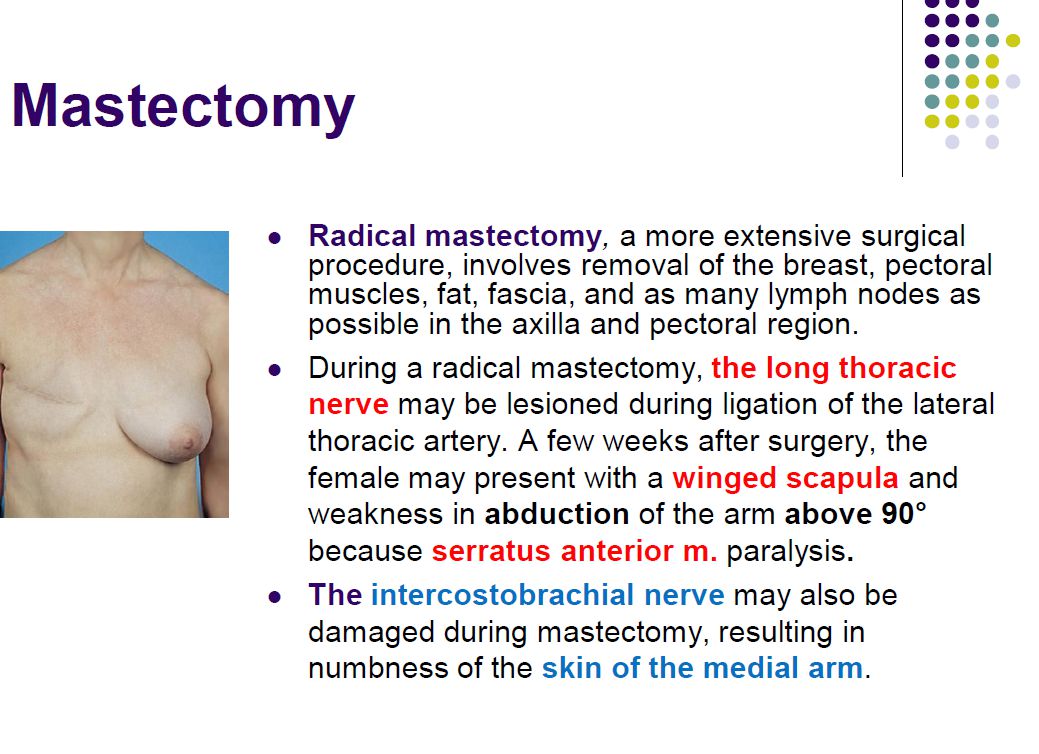 Mastectomy
Radical mastectomy, a more extensive surgical
procedure, involves removal of the breast, pectoral
muscles, fat, fascia, and as many lymph nodes as
possible in the axilla and pectoral region.
During a radical mastectomy, the long thoracic
nerve may be lesioned during ligation of the lateral
thoracic artery. A few weeks after surgery, the
female may present with a winged scapula and
weakness in abduction of the arm above 90°
because serratus anterior m. paralysis.
The intercostobrachial nerve may also be
damaged during mastectomy, resulting in
numbness of the skin of the medial arm.